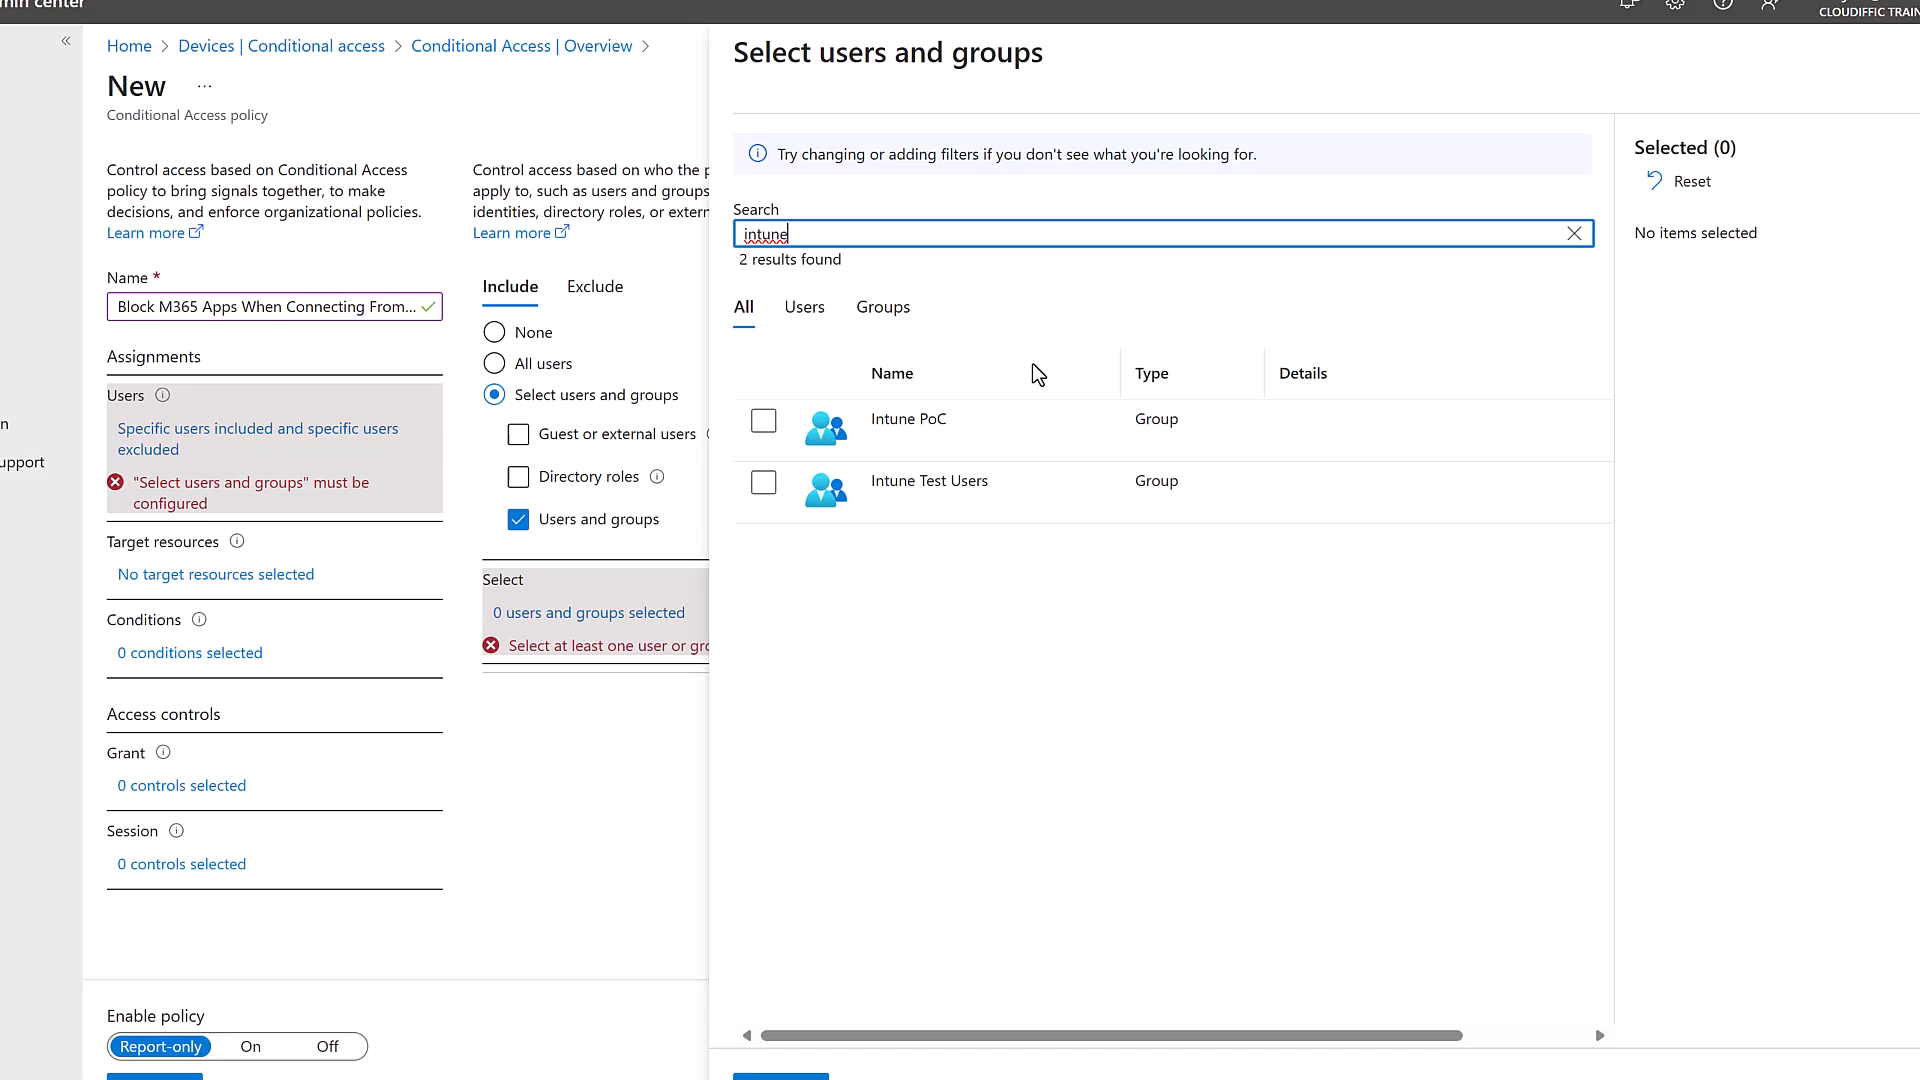 min center
CLOUDIFFIC TRAIN
Home > Devices | Conditional access > Conditional Access | Overview >
New ...
Conditional Access policy
Control access based on Conditional Access
policy to bring signals together, to make
decisions, and enforce organizational policies.
Learn more
Name *
Block M365 Apps When Connecting From...
Assignments
Users
Specific users included and specific users
excluded
"Select users and groups" must be
configured
Target resources
No target resources selected
Conditions
0 conditions selected
Access controls
Grant
0 controls selected
Session
0 controls selected
Enable policy
Report-only On Off
n
upport
Control access based on who the p
apply to, such as users and groups
identities, directory roles, or extern
Learn more
Include Exclude
None
All users
Select users and groups
Guest or external users
Directory roles
Users and groups
Select
0 users and groups selected
Select at least one user or gro
Select users and groups
Try changing or adding filters if you don't see what you're looking for.
Search
intune
2 results found
All Users Groups
Name Type Details
Intune PoC Group
Intune Test Users Group
Selected (0)
Reset
No items selected